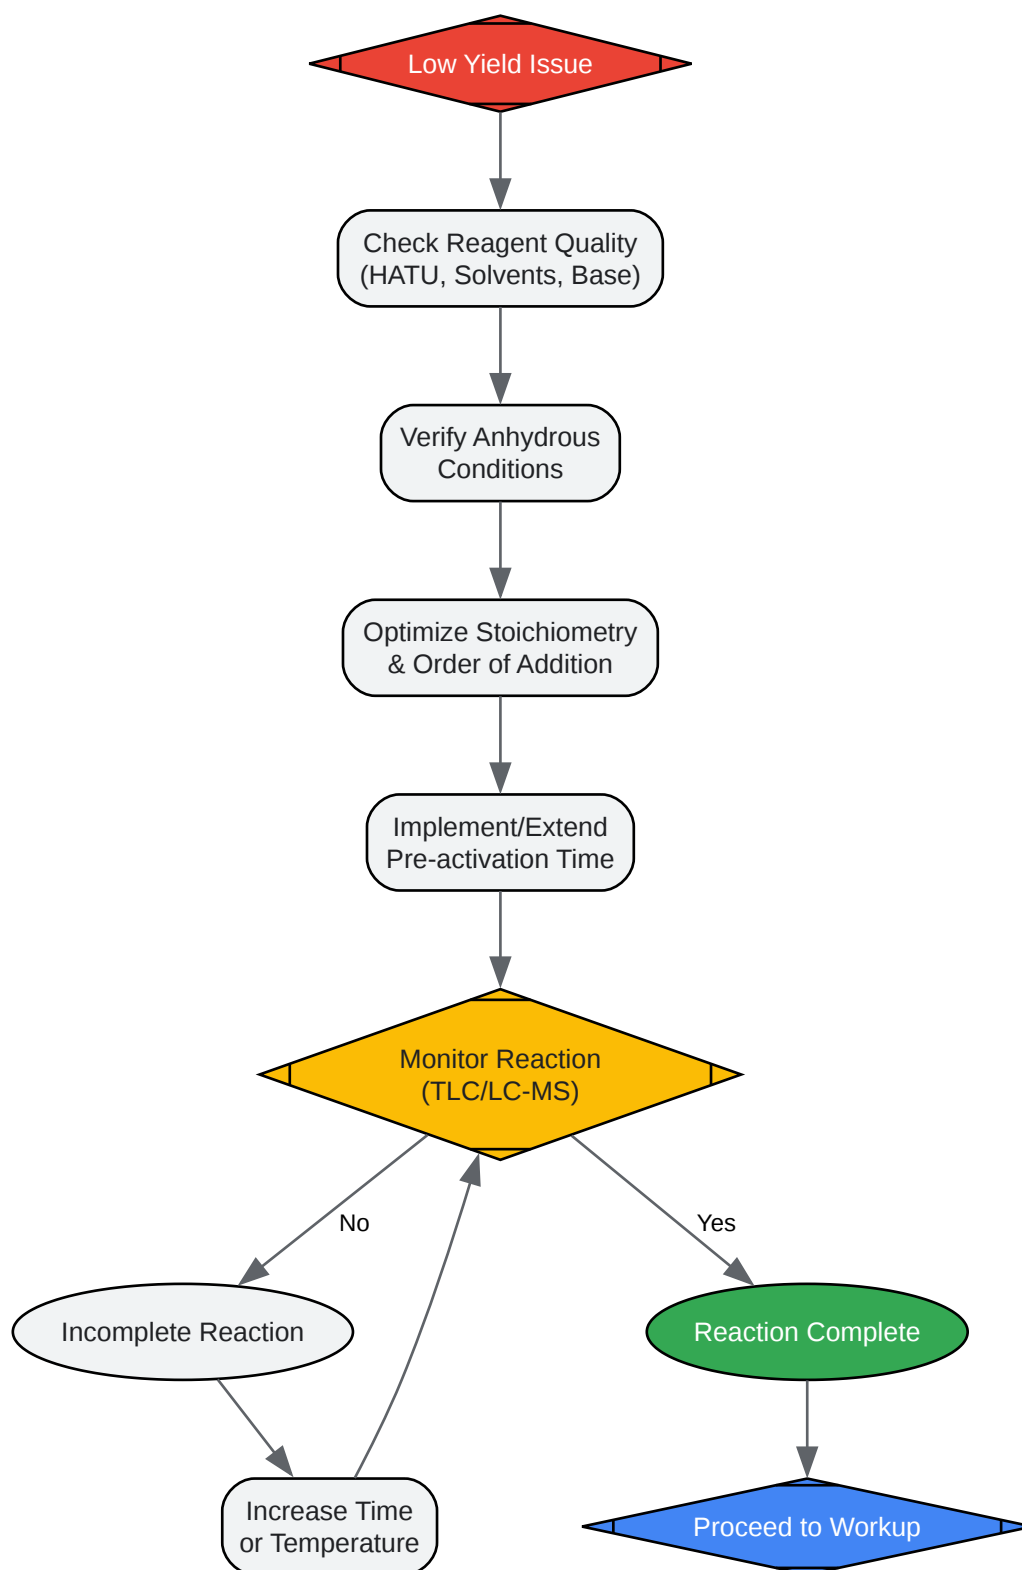 Low Yield Issue
Check Reagent Quality
(HATU, Solvents, Base)
Verify Anhydrous
Conditions
Optimize Stoichiometry
& Order of Addition
Implement/Extend
Pre-activation Time
Monitor Reaction
(TLC/LC-MS)
No
Yes
Incomplete Reaction
Reaction Complete
Increase Time
or Temperature
Proceed to Workup